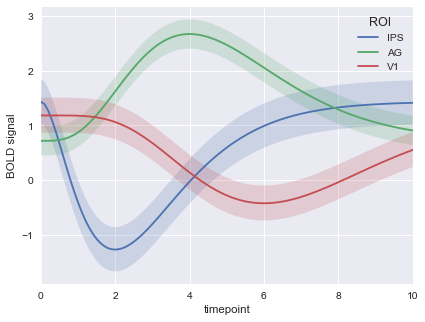 ROI
IPS
AG
V1
BOLD signal
3
2
1
0
−1
0 2 4 6 8 10
timepoint